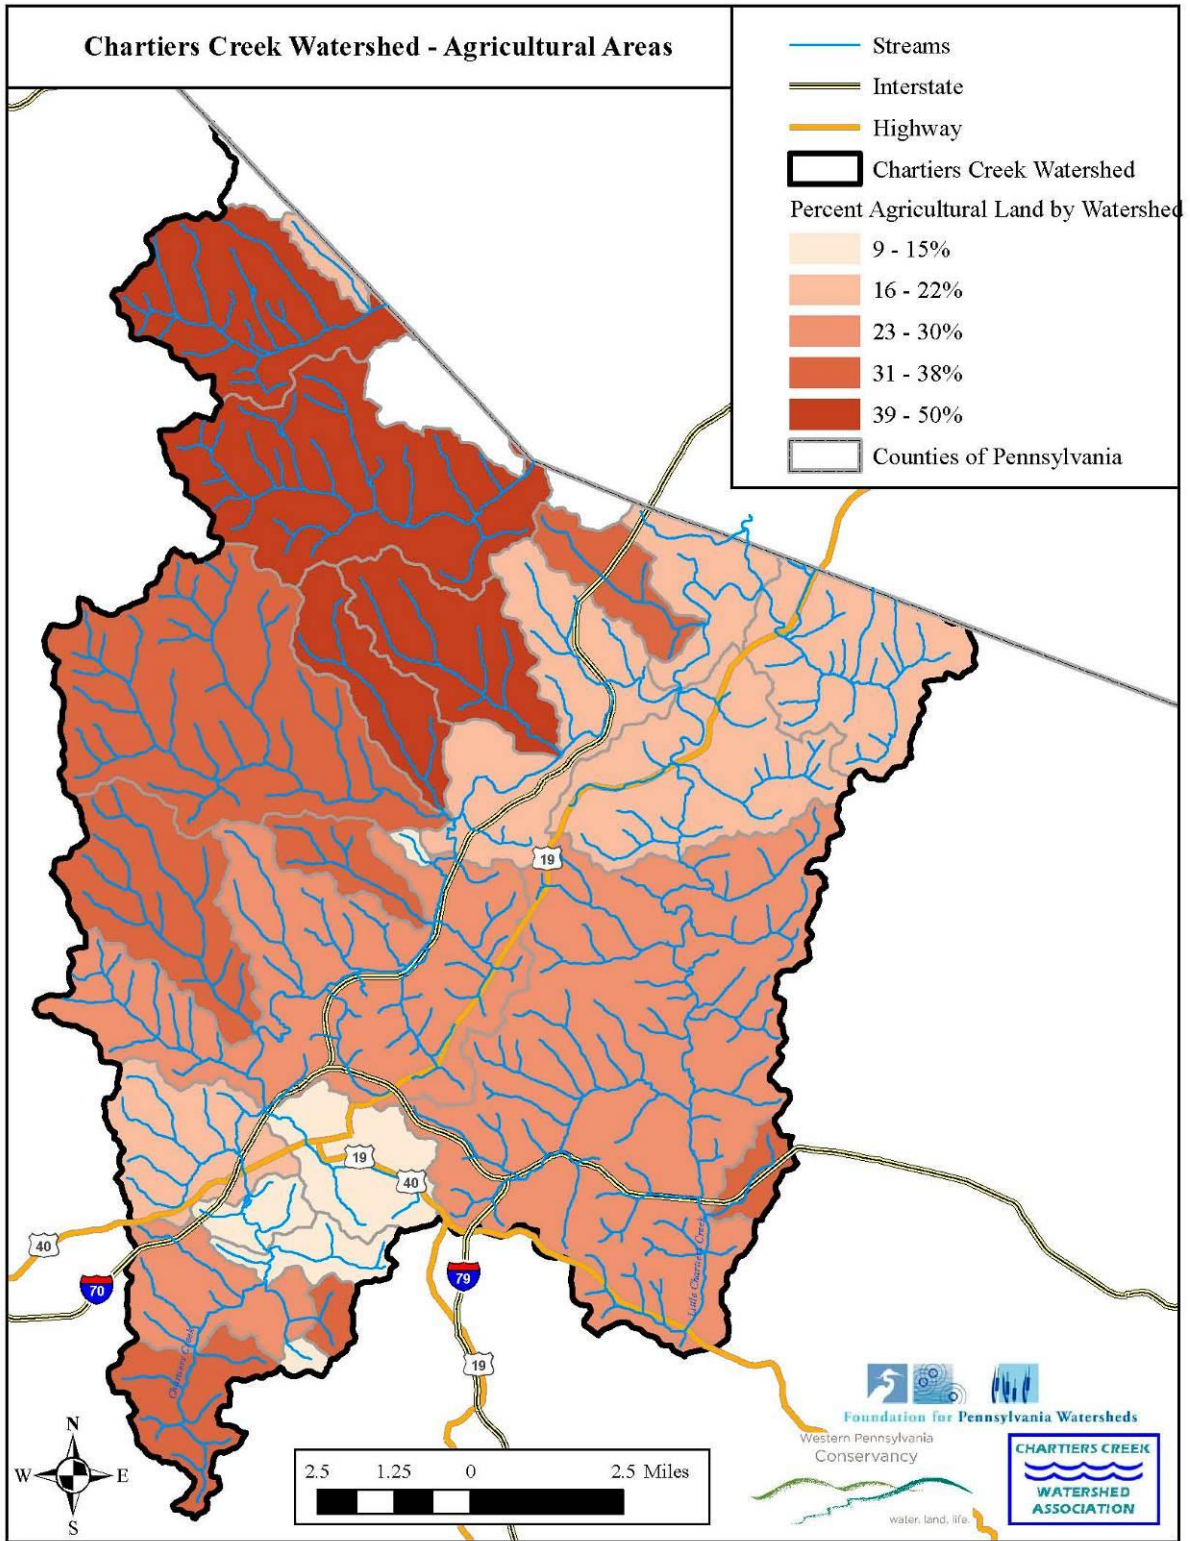 Chartiers Creek Watershed - Agricultural Areas
Streams
Interstate
Highway
Chartiers Creek Watershed
Percent Agricultural Land by Watershed
9 - 15%
16 - 22%
23 - 30%
31 - 38%
39 - 50%
Counties of Pennsylvania
19
19
40
40
70
79
19
Little Chartiers Creek
Chartiers Creek
N
W E
S
2.5 1.25 0 2.5 Miles
Foundation for Pennsylvania Watersheds
Western Pennsylvania
Conservancy
water, land, life.
CHARTIERS CREEK
WATERSHED
ASSOCIATION